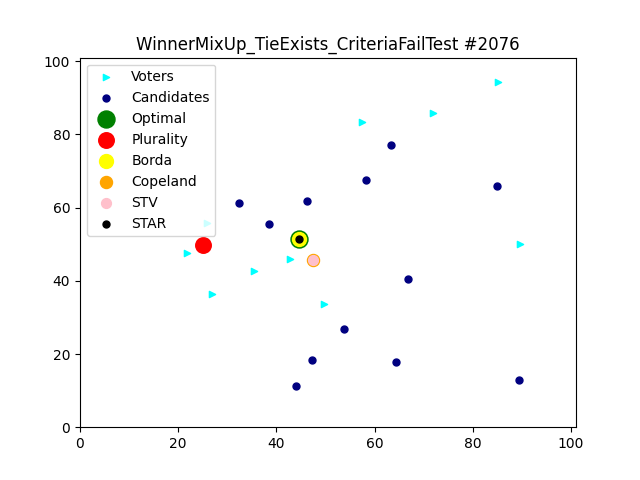 WinnerMixUp_TieExists_CriteriaFailTest #2076
100
80
60
40
20
0
0
20
40
60
80
100
Voters
Candidates
Optimal
Plurality
Borda
Copeland
STV
STAR